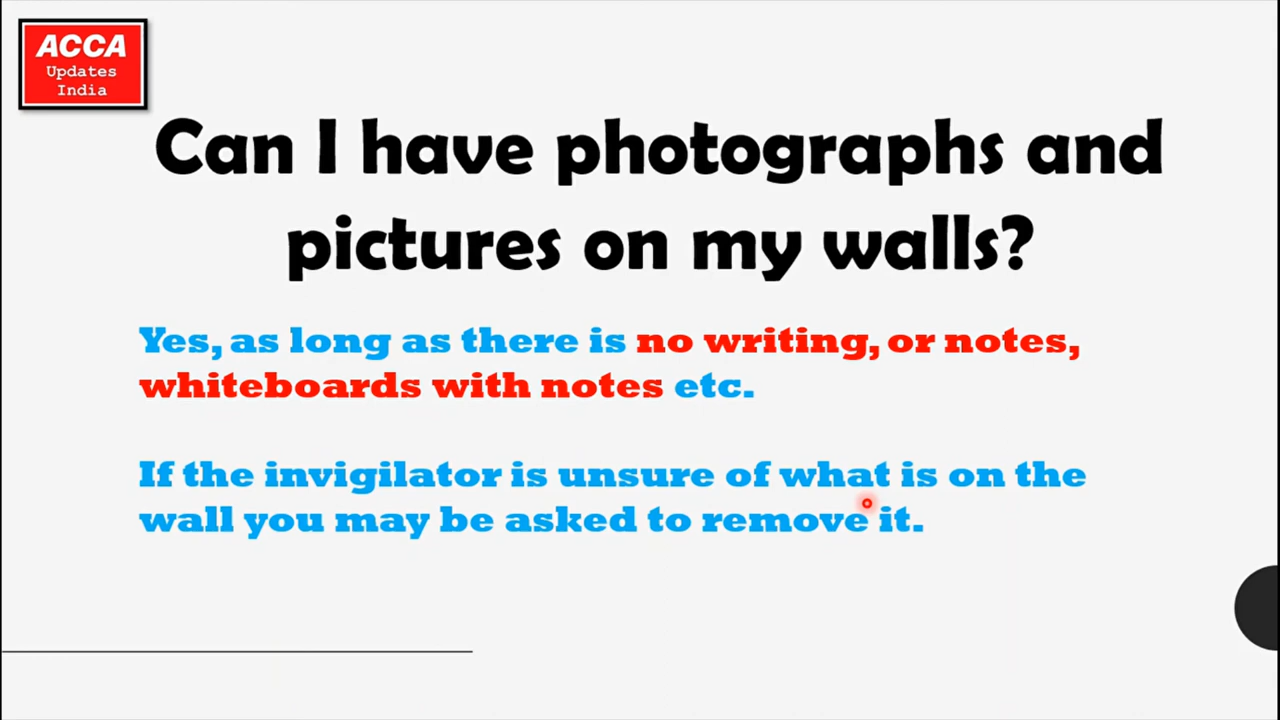 ACCA
Updates
India
Can I have photographs and
pictures on my walls?
Yes, as long as there is no writing, or notes,
whiteboards with notes etc.
If the invigilator is unsure of what is on the
wall you may be asked to remove it.